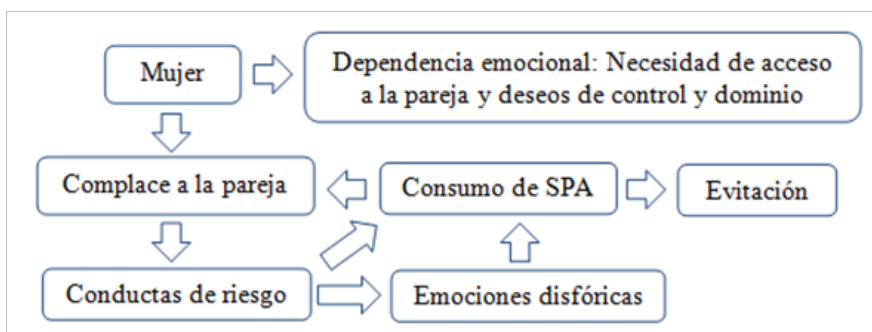 Mujer
Dependencia emocional: Necesidad de acceso
a la pareja y deseos de control y dominio
Complace a la pareja
Consumo de SPA
Evitación
Conductas de riesgo
Emociones disfóricas